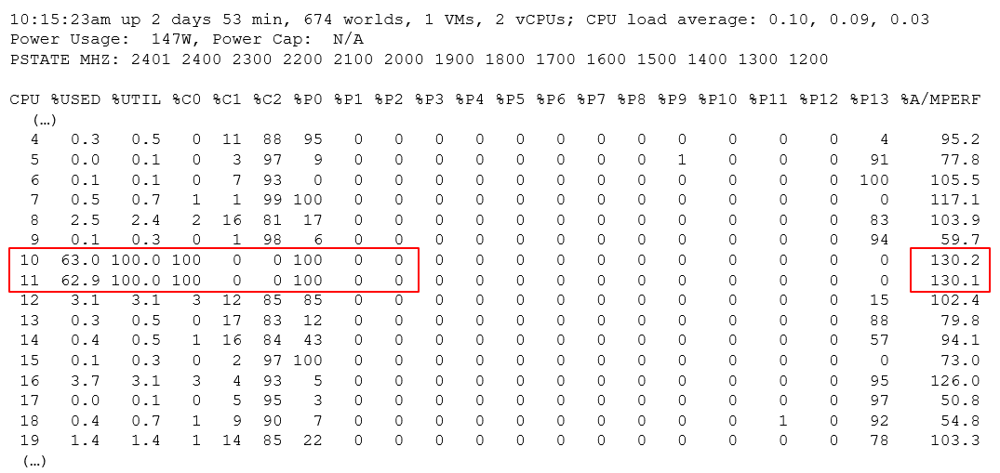 10:15:23am up 2 days 53 min, 674 worlds, 1 VMs, 2 vCPUs; CPU load average: 0.10, 0.09, 0.03
Power Usage:  147W, Power Cap:  N/A
PSTATE MHZ: 2401 2400 2300 2200 2100 2000 1900 1800 1700 1600 1500 1400 1300 1200
CPU %USED %UTIL %C0 %C1 %C2 %P0 %P1 %P2 %P3 %P4 %P5 %P6 %P7 %P8 %P9 %P10 %P11 %P12 %P13 %A/MPERF
(…)
4 0.3 0.5 0 11 88 95 0 0 0 0 0 0 0 0 0 0 0 0 4 95.2
5 0.0 0.1 0 3 97 9 0 0 0 0 0 0 0 0 1 0 0 0 91 77.8
6 0.1 0.1 0 7 93 0 0 0 0 0 0 0 0 0 0 0 0 0 100 105.5
7 0.5 0.7 1 1 99 100 0 0 0 0 0 0 0 0 0 0 0 0 0 117.1
8 2.5 2.4 2 16 81 17 0 0 0 0 0 0 0 0 0 0 0 0 83 103.9
9 0.1 0.3 0 1 98 6 0 0 0 0 0 0 0 0 0 0 0 0 94 59.7
10 63.0 100.0 100 0 0 100 0 0 0 0 0 0 0 0 0 0 0 0 0 130.2
11 62.9 100.0 100 0 0 100 0 0 0 0 0 0 0 0 0 0 0 0 0 130.1
12 3.1 3.1 3 12 85 85 0 0 0 0 0 0 0 0 0 0 0 0 15 102.4
13 0.3 0.5 0 17 83 12 0 0 0 0 0 0 0 0 0 0 0 0 88 79.8
14 0.4 0.5 1 16 84 43 0 0 0 0 0 0 0 0 0 0 0 0 57 94.1
15 0.1 0.3 0 2 97 100 0 0 0 0 0 0 0 0 0 0 0 0 0 73.0
16 3.7 3.1 3 4 93 5 0 0 0 0 0 0 0 0 0 0 0 0 95 126.0
17 0.0 0.1 0 5 95 3 0 0 0 0 0 0 0 0 0 0 0 0 97 50.8
18 0.4 0.7 1 9 90 7 0 0 0 0 0 0 0 0 0 0 1 0 92 54.8
19 1.4 1.4 1 14 85 22 0 0 0 0 0 0 0 0 0 0 0 0 78 103.3
(…)